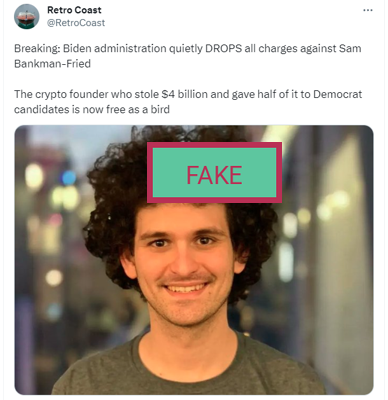 Retro Coast
@RetroCoast
Breaking: Biden administration quietly DROPS all charges against Sam
Bankman-Fried
The crypto founder who stole $4 billion and gave half of it to Democrat
candidates is now free as a bird
FAKE